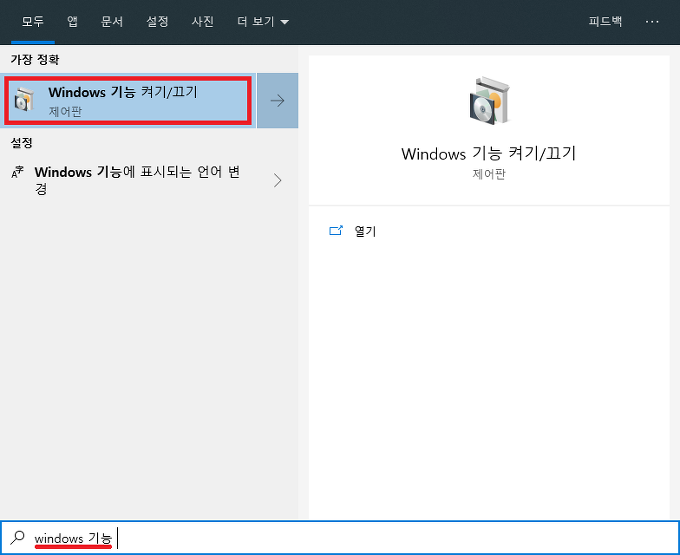 모두 앱 문서 설정 사진 더 보기 피드백 ···
가장 정확
Windows 기능 켜기/끄기
제어판
설정
Windows 기능에 표시되는 언어 변
경
Windows 기능 켜기/끄기
제어판
열기
windows 기능